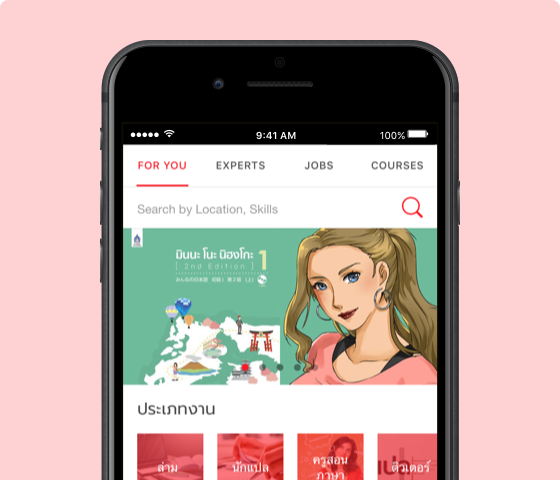 9:41 AM
100%
FOR YOU
EXPERTS
JOBS
COURSES
Search by Location, Skills
มินนะ โนะ นิฮงโกะ 1
[ 2nd Edition ]
ประเภทงาน
ล่าม
นักแปล
ครูสอน
ภาษา
ติวเตอร์